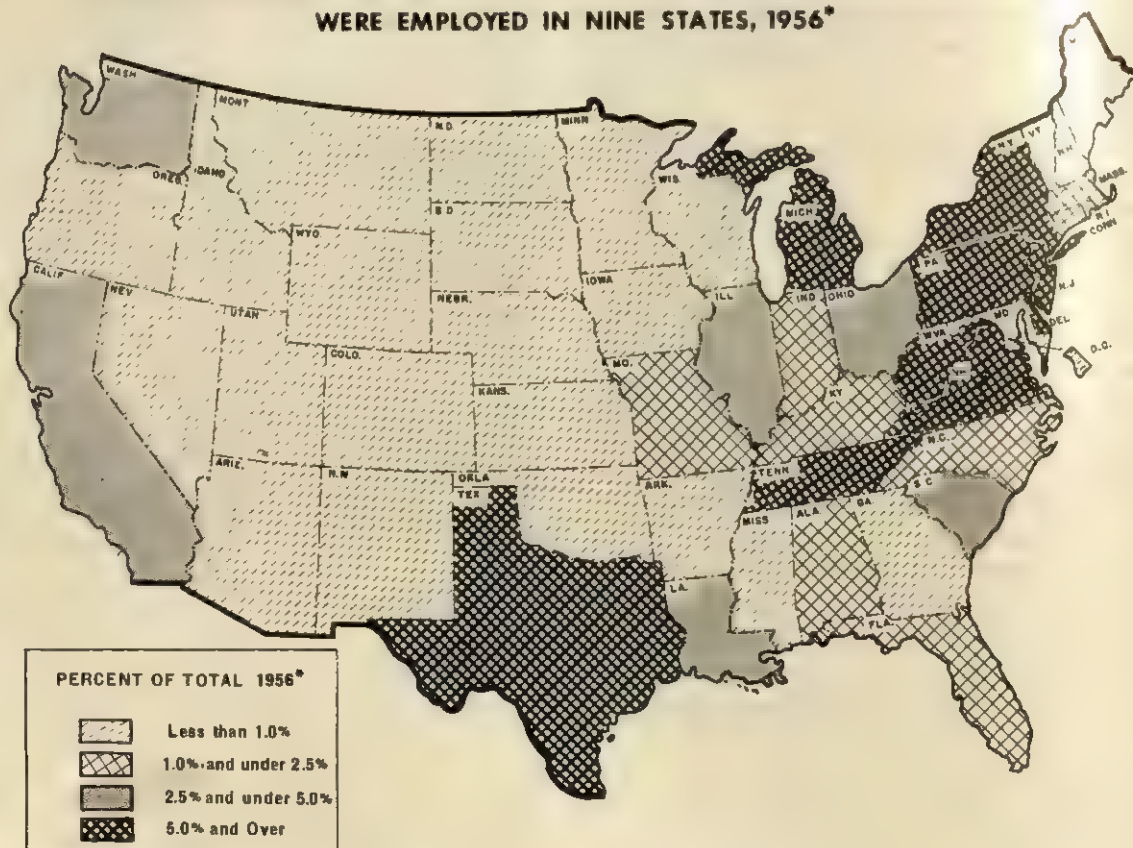 WERE EMPLOYED IN NINE STATES, 1956*
WASH
MONT
N.D.
MINN
OREG
IDAHO
WIS.
N.Y.
VT
N.H
MASS.
R I
CONN
S.D
WYO.
MICH.
CALIF
NEV
UTAH
NEBR.
IOWA
ILL
IND
OHIO
PA
N.J
MD
DEL
D.C.
W.VA
COLO.
KANS.
MO.
KY
ARIZ.
N.M
OKLA
TEX
ARK.
TENN
N.C.
S.C
MISS
ALA
GA
LA.
FLA.
PERCENT OF TOTAL 1956*
Less than 1.0%
1.0% and under 2.5%
2.5% and under 5.0%
5.0% and Over